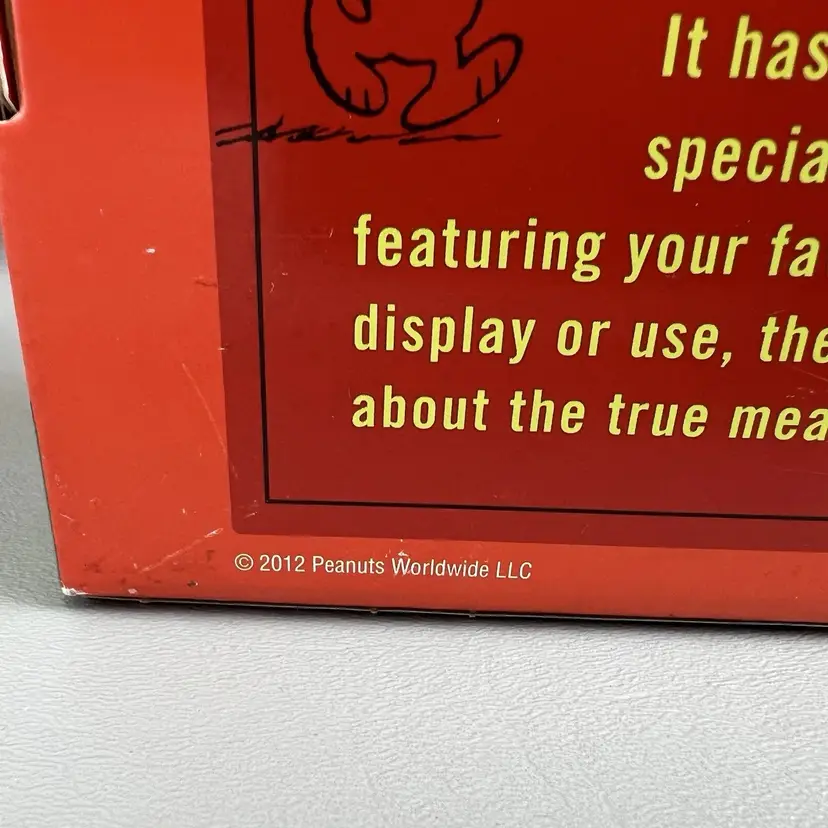 It has
specia
featuring your fa
display or use, the
about the true mea
© 2012 Peanuts Worldwide LLC